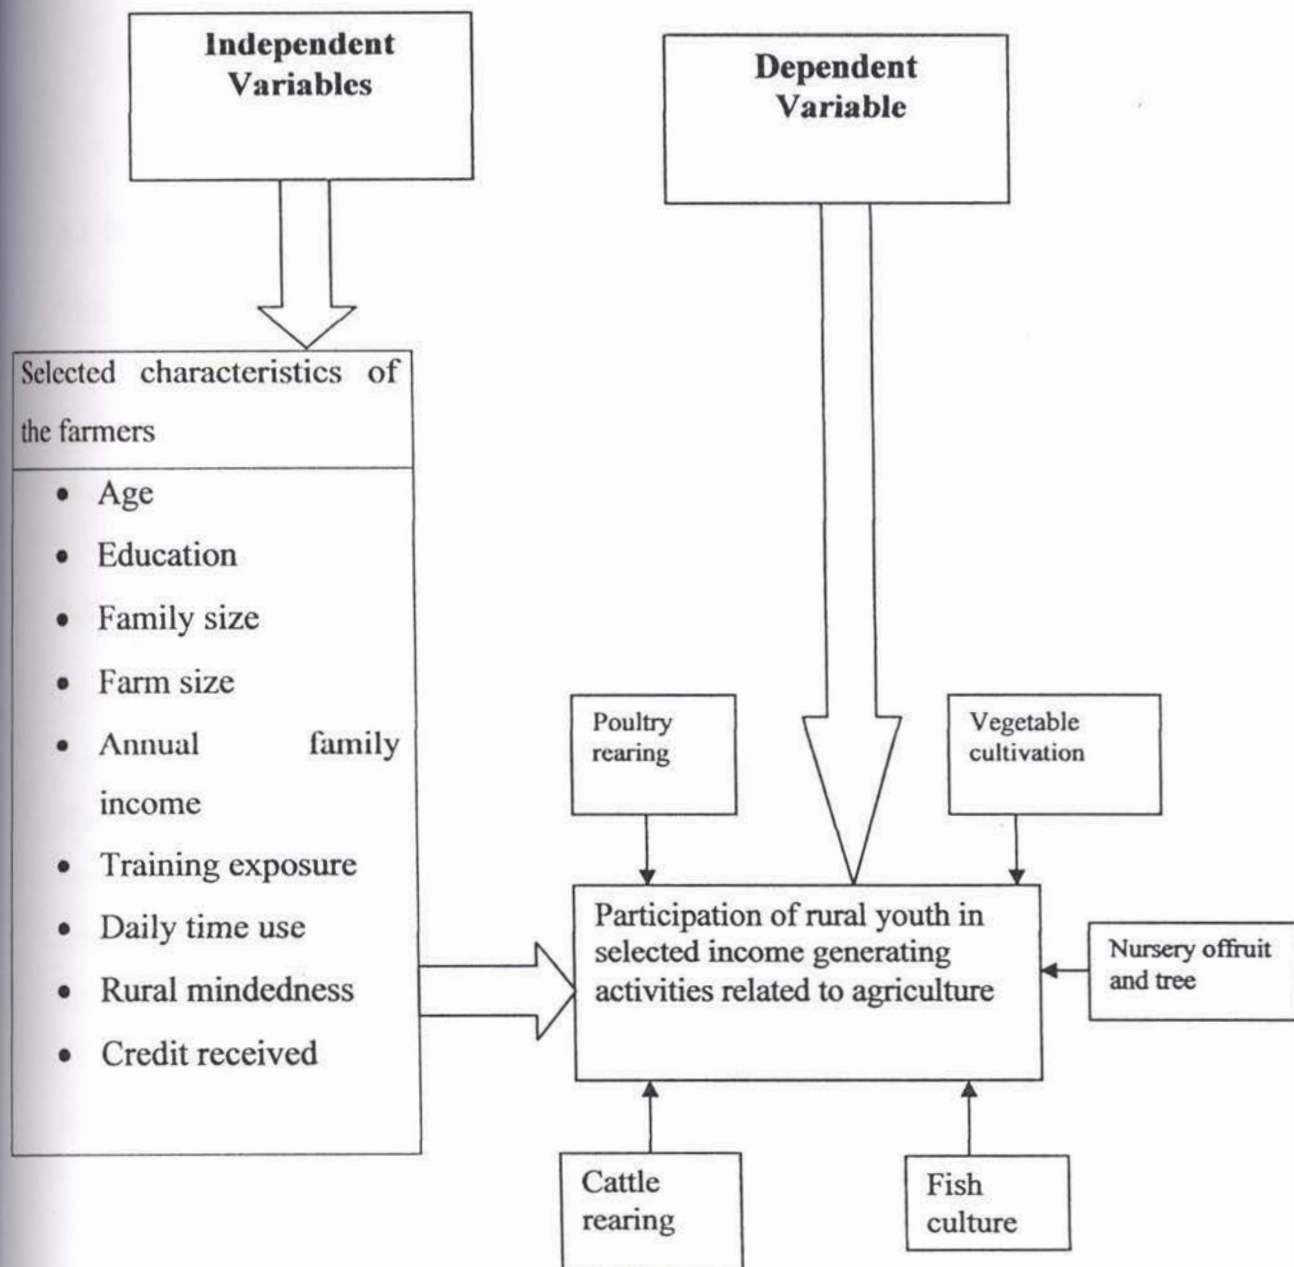 Independent
Variables
Dependent
Variable
Selected characteristics of
the farmers
• Age
• Education
• Family size
• Farm size
• Annual family
income
• Training exposure
• Daily time use
• Rural mindedness
• Credit received
Poultry
rearing
Vegetable
cultivation
Participation of rural youth in
selected income generating
activities related to agriculture
Nursery offruit
and tree
Cattle
rearing
Fish
culture